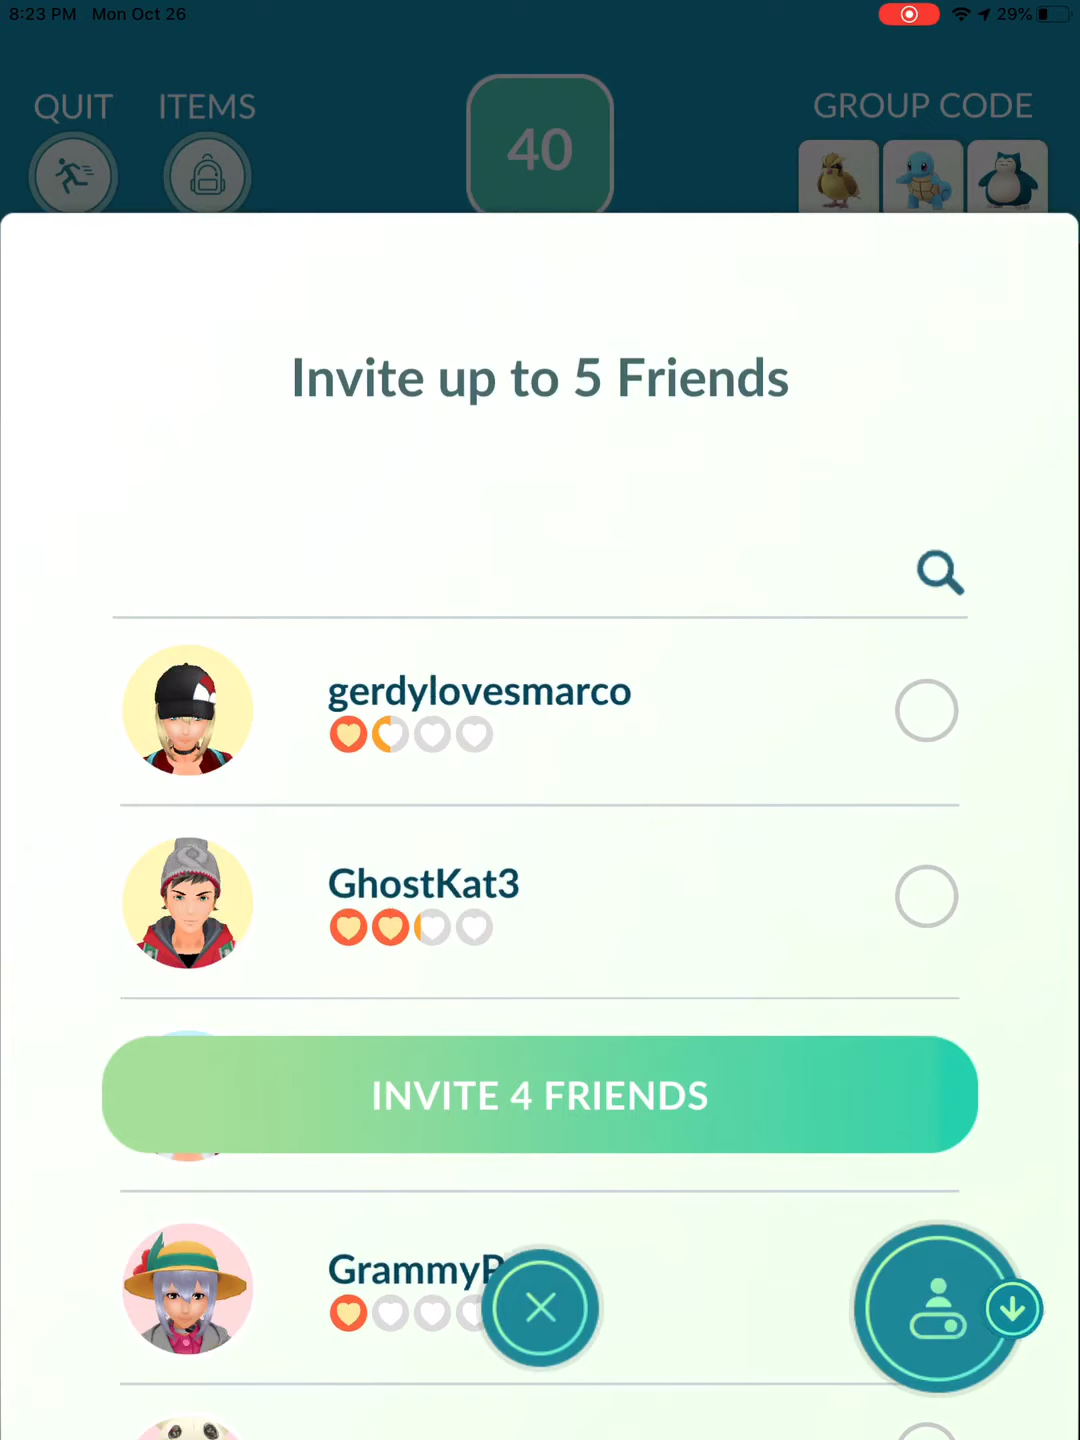 8:23 PM Mon Oct 26
29%
QUIT ITEMS
40
GROUP CODE
Invite up to 5 Friends
gerdylovesmarco
GhostKat3
INVITE 4 FRIENDS